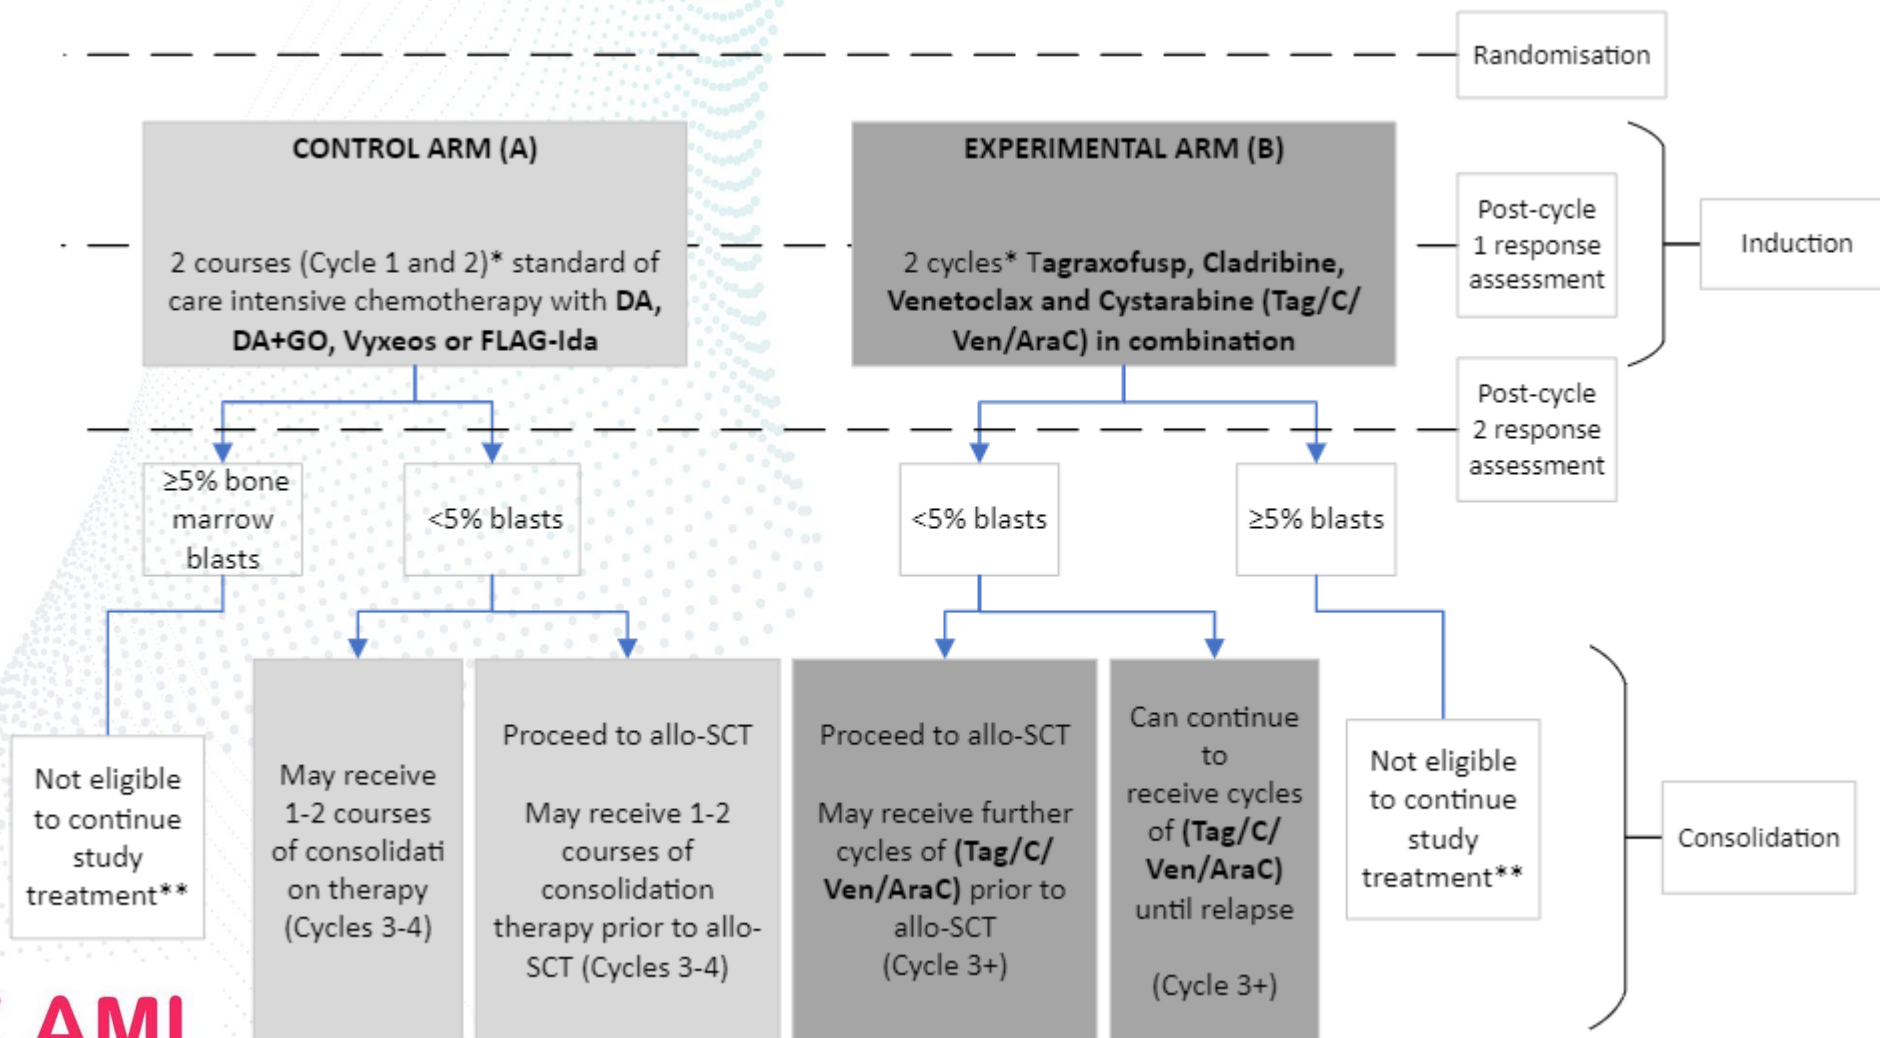 Randomisation
CONTROL ARM (A)
2 courses (Cycle 1 and 2)* standard of
care intensive chemotherapy with DA,
DA+GO, Vyxeos or FLAG-Ida
EXPERIMENTAL ARM (B)
2 cycles* Tagraxofusp, Cladribine,
Venetoclax and Cystarabine (Tag/C/
Ven/AraC) in combination
Post-cycle
1 response
assessment
Induction
Post-cycle
2 response
assessment
≥5% bone
marrow
blasts
<5% blasts
<5% blasts
≥5% blasts
Not eligible
to continue
study
treatment**
May receive
1-2 courses
of consolidati
on therapy
(Cycles 3-4)
Proceed to allo-SCT
May receive 1-2
courses of
consolidation
therapy prior to allo-
SCT (Cycles 3-4)
Proceed to allo-SCT
May receive further
cycles of (Tag/C/
Ven/AraC) prior to
allo-SCT
(Cycle 3+)
Can continue
to
receive cycles
of (Tag/C/
Ven/AraC)
until relapse
(Cycle 3+)
Not eligible
to continue
study
treatment**
Consolidation